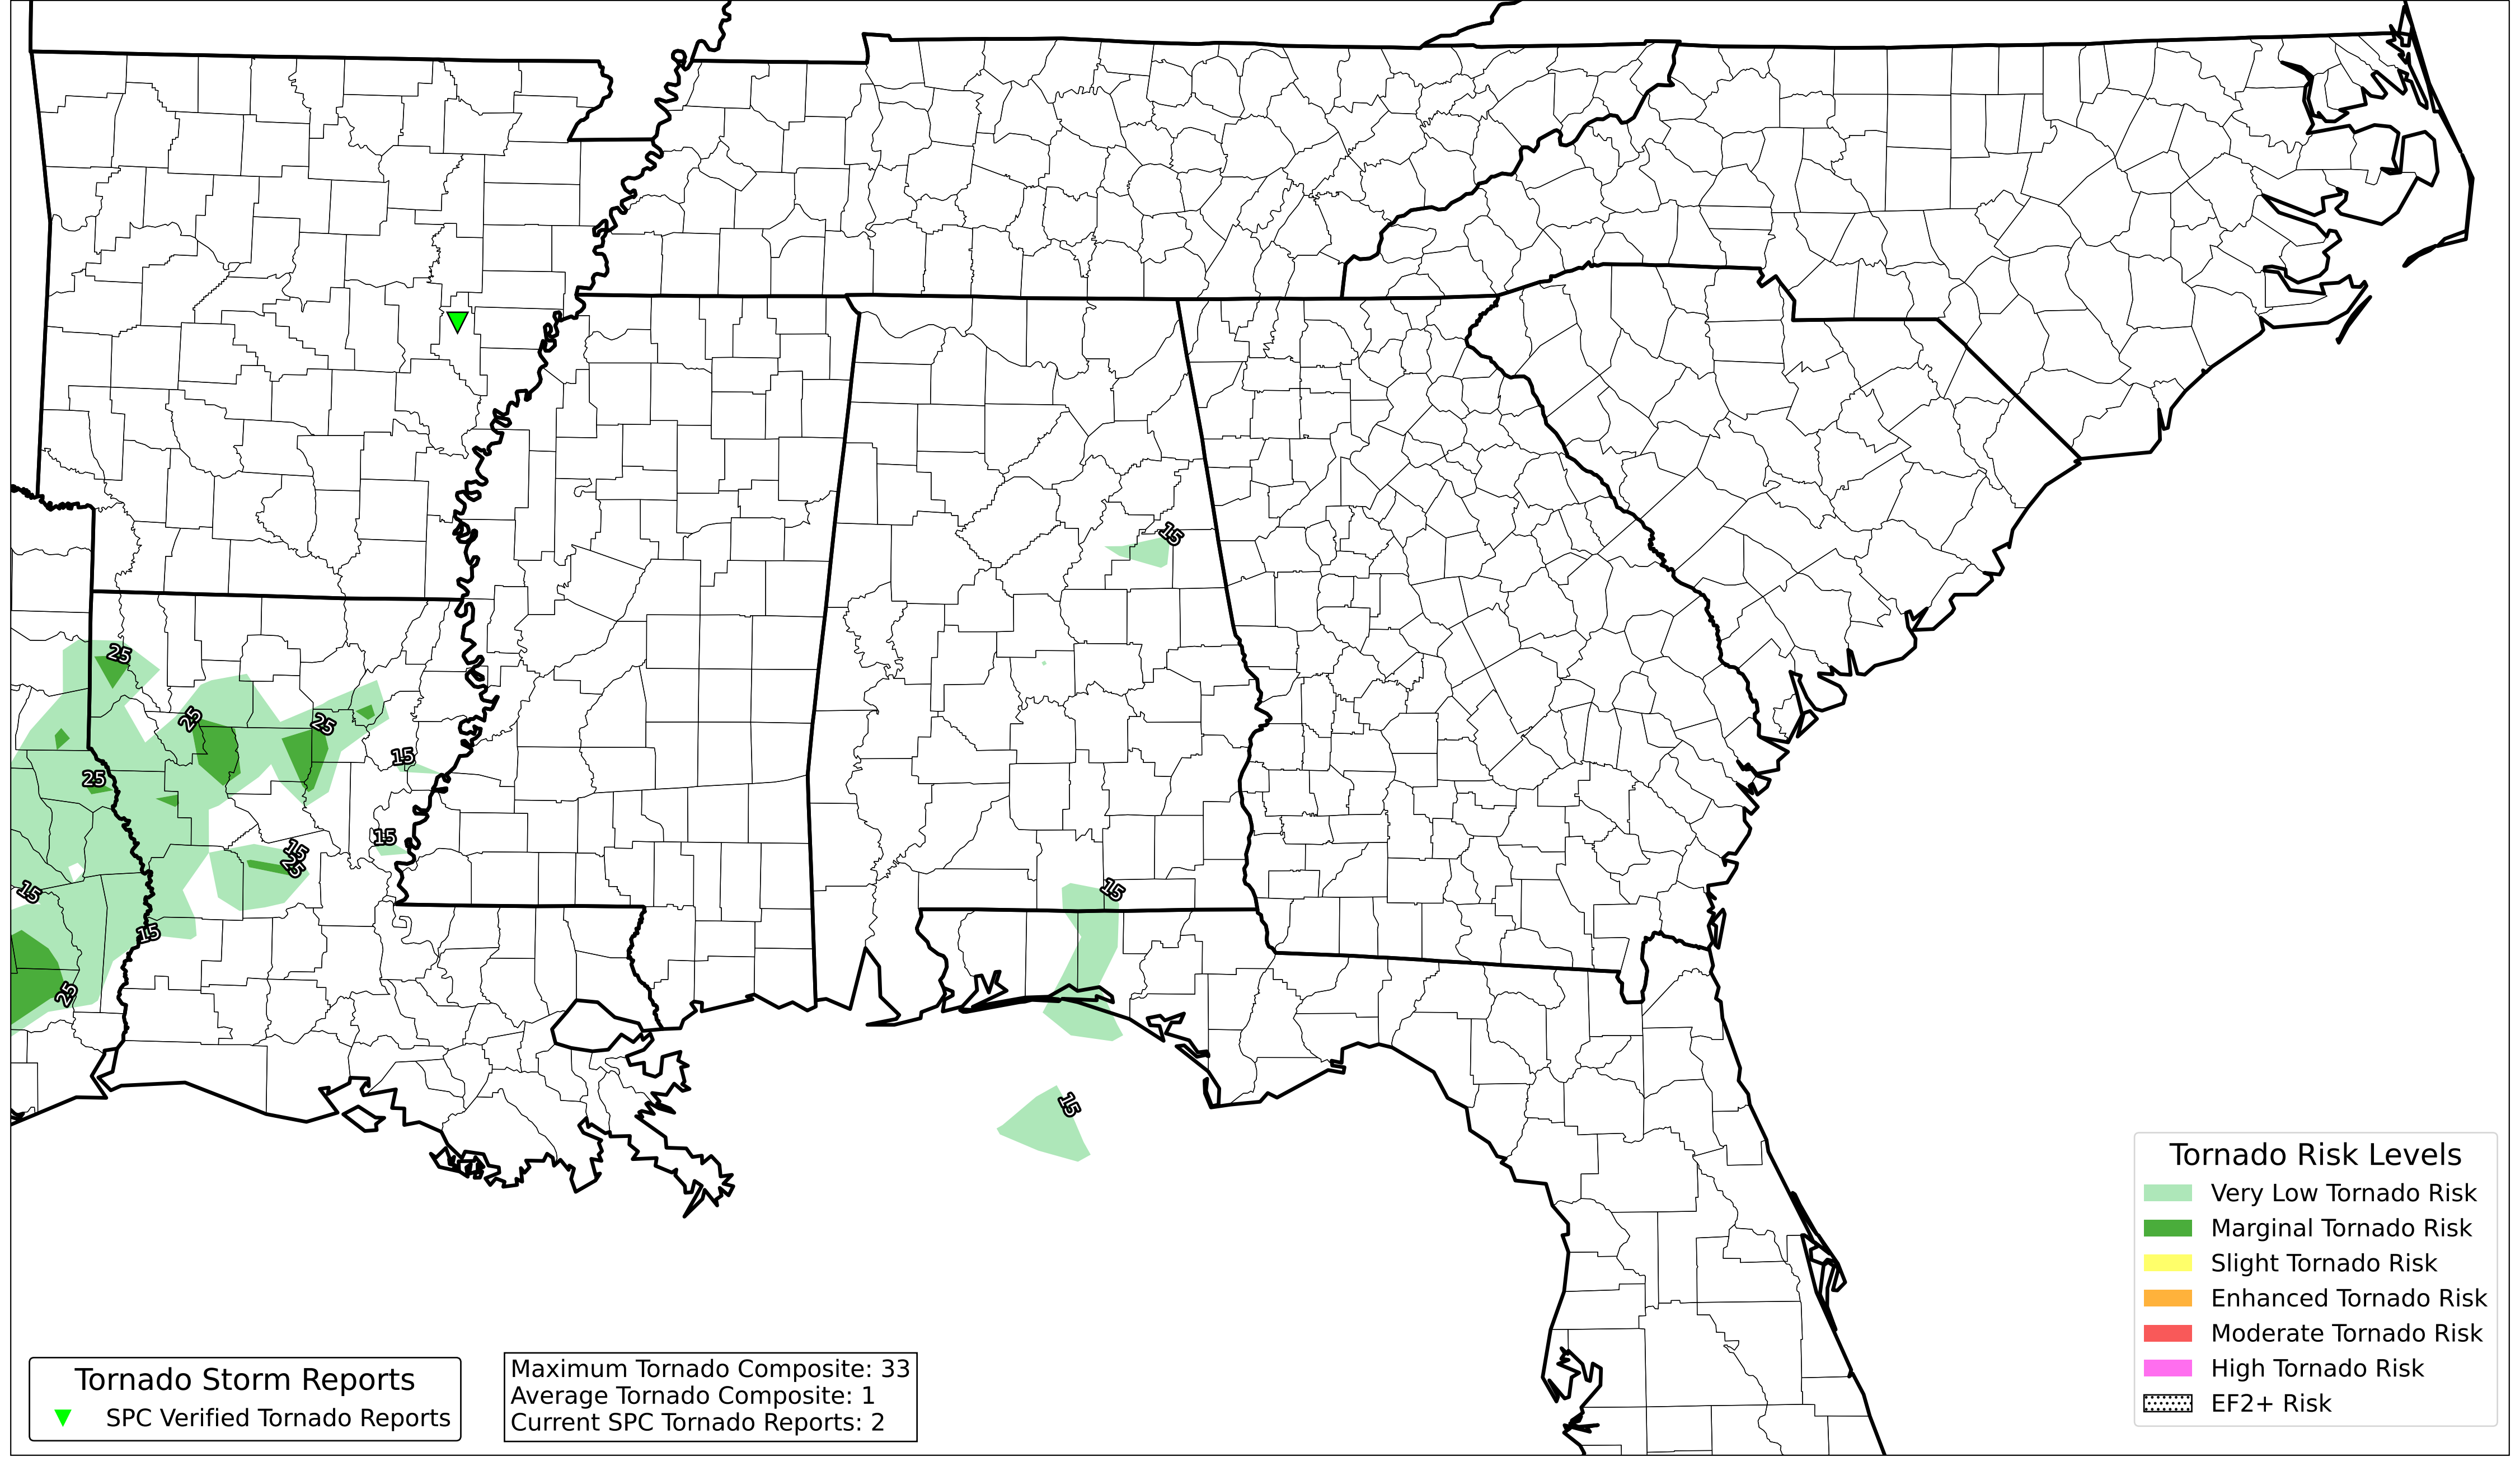 15
25
25
25
15
25
15
15
25
15
15
15
25
15
Tornado Risk Levels
Very Low Tornado Risk
Marginal Tornado Risk
Slight Tornado Risk
Enhanced Tornado Risk
Moderate Tornado Risk
High Tornado Risk
EF2+ Risk
Tornado Storm Reports
SPC Verified Tornado Reports
Maximum Tornado Composite: 33
Average Tornado Composite: 1
Current SPC Tornado Reports: 2